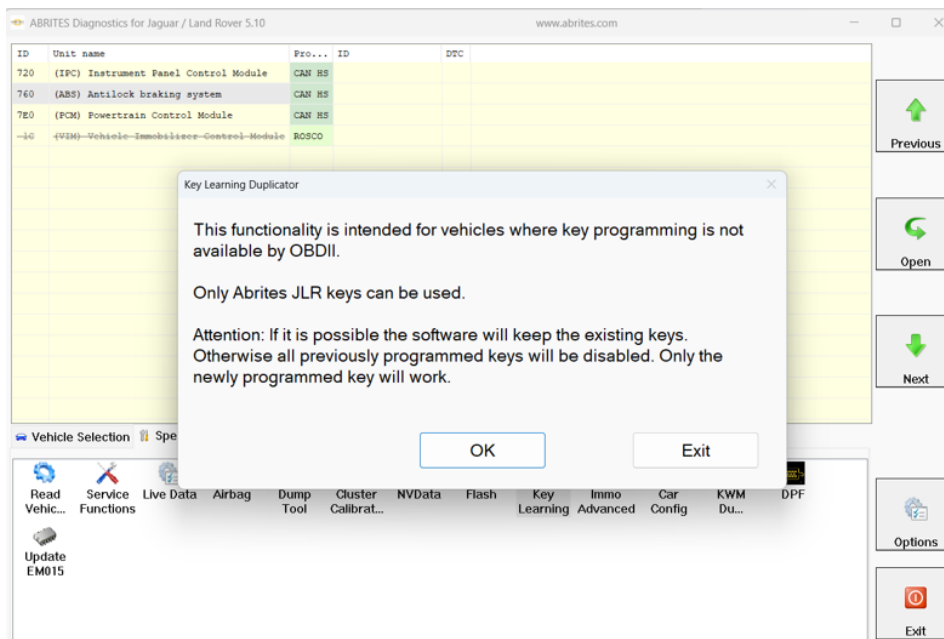 ABRITES Diagnostics for Jaguar / Land Rover 5.10 www.abrites.com
ID Unit name Pro... ID DTC
720 (IPC) Instrument Panel Control Module CAN HS
760 (ABS) Antilock braking system CAN HS
7E0 (PCM) Powertrain Control Module CAN HS
-1C (VIM) Vehicle Immobilizer Control Module ROSCO
Previous
Open
Next
Key Learning Duplicator
This functionality is intended for vehicles where key programming is not
available by OBDII.
Only Abrites JLR keys can be used.
Attention: If it is possible the software will keep the existing keys.
Otherwise all previously programmed keys will be disabled. Only the
newly programmed key will work.
OK Exit
Vehicle Selection Spe
Read Vehic...
Service Functions
Live Data
Airbag
Dump Tool
Cluster Calibrat...
NVData
Flash
Key Learning
Immo Advanced
Car Config
KWM Du...
DPF
Update EM015
Options
Exit